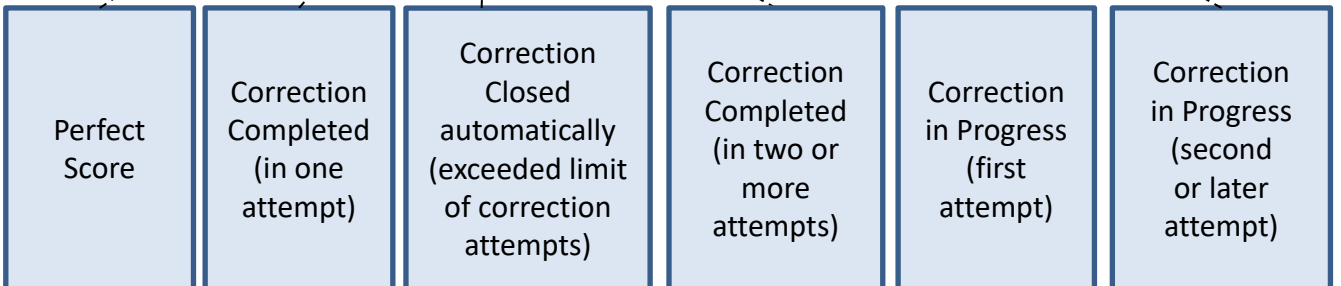 Perfect
Score
Correction
Completed
(in one
attempt)
Correction
Closed
automatically
(exceeded limit
of correction
attempts)
Correction
Completed
(in two or
more
attempts)
Correction
in Progress
(first
attempt)
Correction
in Progress
(second
or later
attempt)